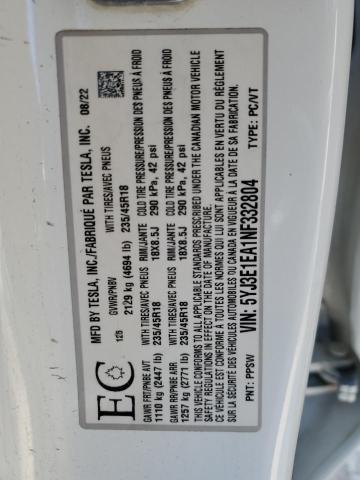 MFD BY TESLA, INC./FABRIQUÉ PAR TESLA, INC. 08/22
EC
126
GVWR/PNBV WITH TIRES/AVEC PNEUS
2129 kg (4694 lb) 235/45R18
GAWR FRT/PNBE AVT WITH TIRES/AVEC PNEUS RIM/JANTE COLD TIRE PRESSURE/PRESSION DES PNEUS À FROID
1110 kg (2447 lb) 235/45R18 18X8.5J 290 kPa, 42 psi
GAWR RR/PNBE ARR WITH TIRES/AVEC PNEUS RIM/JANTE COLD TIRE PRESSURE/PRESSION DES PNEUS À FROID
1257 kg (2771 lb) 235/45R18 18X8.5J 290 kPa, 42 psi
THIS VEHICLE CONFORMS TO ALL APPLICABLE STANDARDS PRESCRIBED UNDER THE CANADIAN MOTOR VEHICLE
SAFETY REGULATIONS IN EFFECT ON THE DATE OF MANUFACTURE
CE VÉHICULE EST CONFORME À TOUTES LES NORMES QUI LUI SONT APPLICABLES EN VERTU DU RÈGLEMENT
SUR LA SÉCURITÉ DES VÉHICULES AUTOMOBILES DU CANADA EN VIGUEUR À LA DATE DE SA FABRICATION.
VIN: 5YJ3E1EA1NF332804
PNT: PPSW TYPE: PC/VT